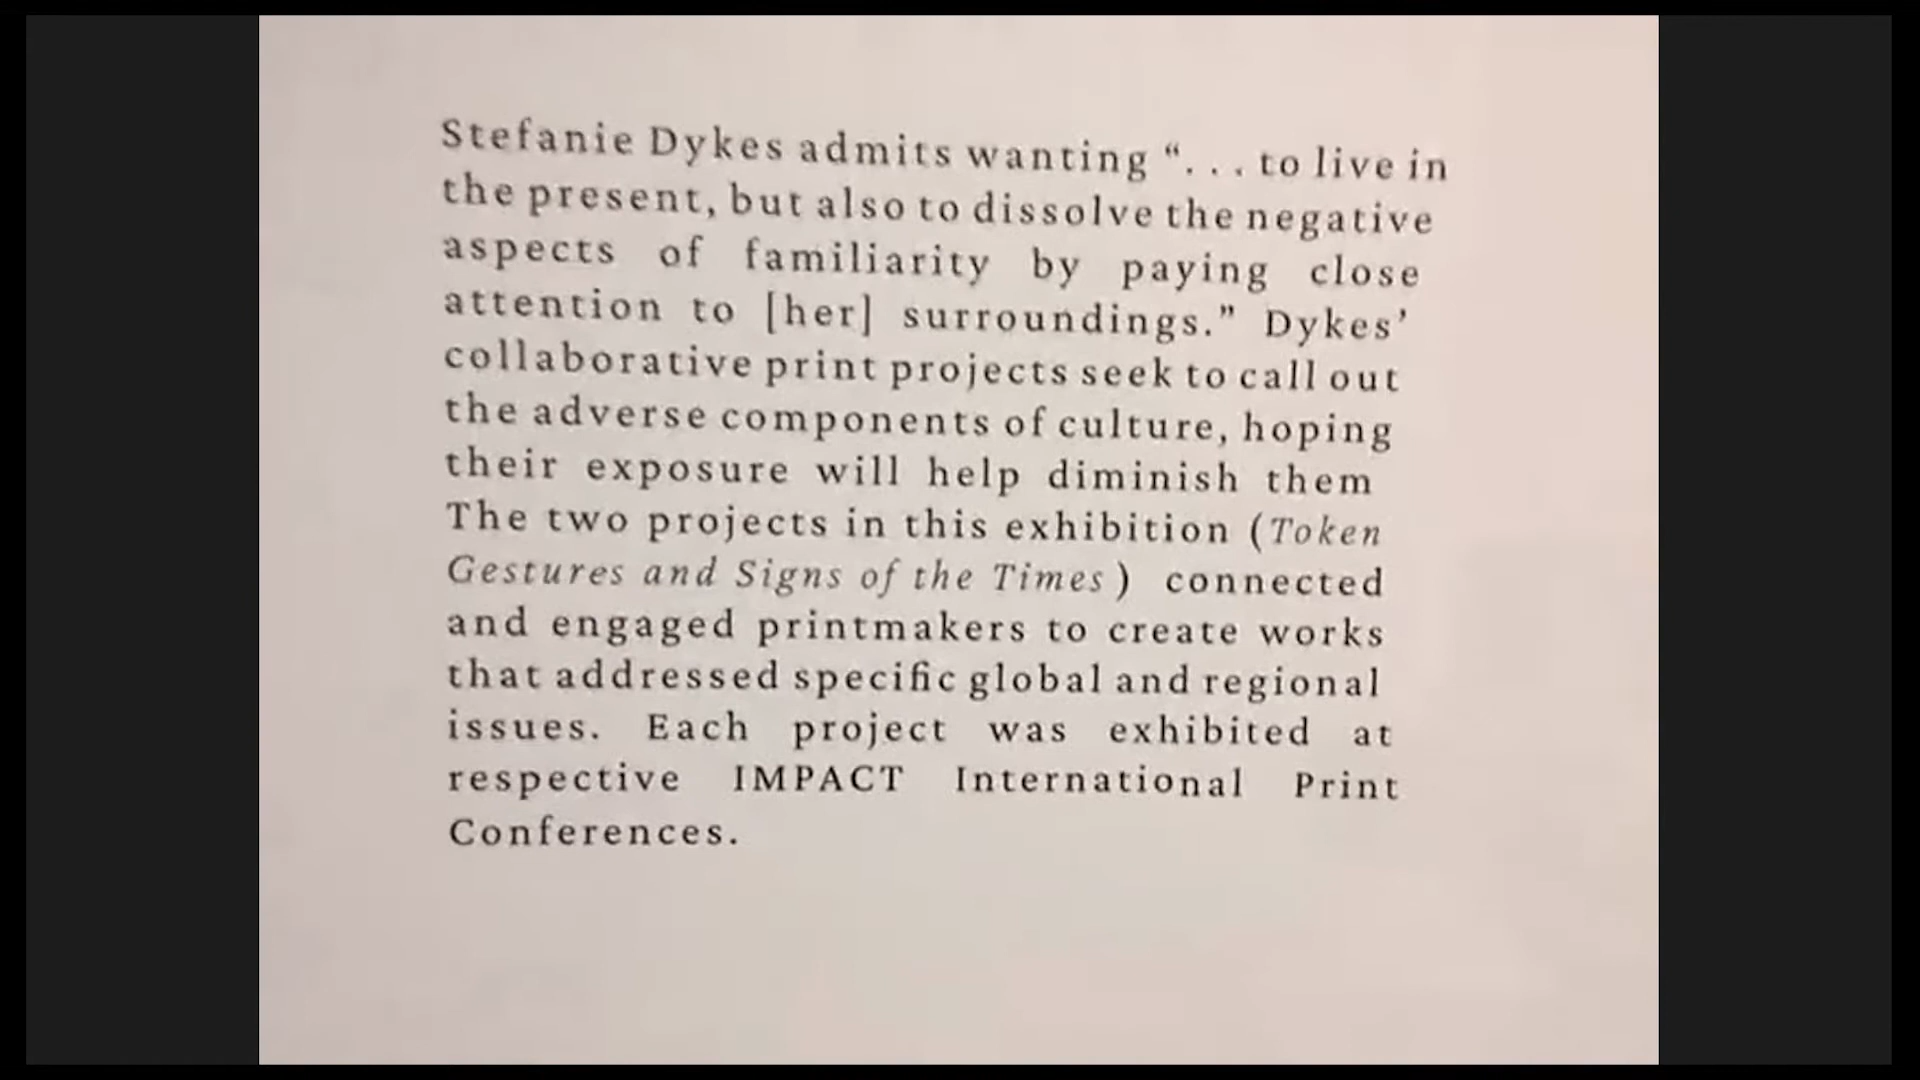 Stefanie Dykes admits wanting “. . . to live in
the present, but also to dissolve the negative
aspects of familiarity by paying close
attention to [her] surroundings.” Dykes’
collaborative print projects seek to call out
the adverse components of culture, hoping
their exposure will help diminish them
The two projects in this exhibition (Token
Gestures and Signs of the Times) connected
and engaged printmakers to create works
that addressed specific global and regional
issues. Each project was exhibited at
respective IMPACT International Print
Conferences.